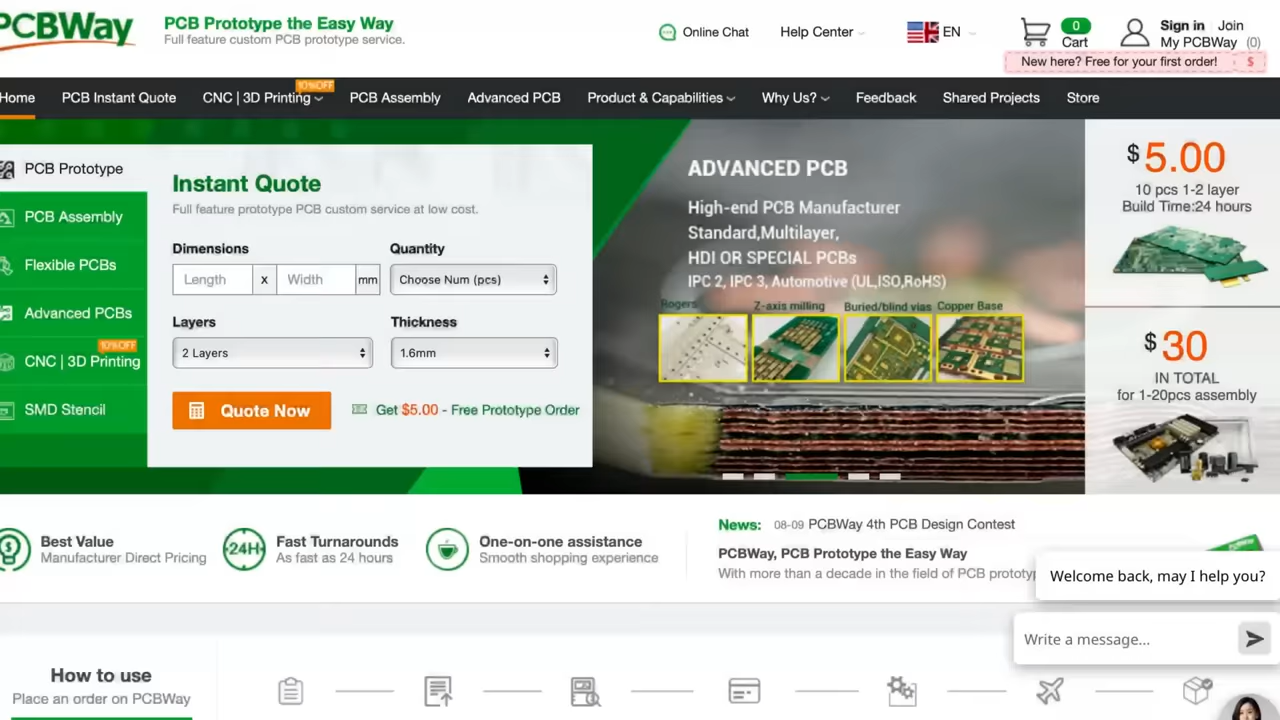 PCBWay
PCB Prototype the Easy Way
Full feature custom PCB prototype service.
Online Chat
Help Center
EN
0
Cart
Sign in Join
My PCBWay (0)
New here? Free for your first order! $
10%OFF
Home PCB Instant Quote CNC | 3D Printing PCB Assembly Advanced PCB Product & Capabilities Why Us? Feedback Shared Projects Store
PCB Prototype
PCB Assembly
Flexible PCBs
Advanced PCBs
10%OFF
CNC | 3D Printing
SMD Stencil
Instant Quote
Full feature prototype PCB custom service at low cost.
Dimensions Quantity
Length x Width mm Choose Num (pcs)
Layers Thickness
2 Layers 1.6mm
Quote Now Get $5.00 - Free Prototype Order
ADVANCED PCB
High-end PCB Manufacturer
Standard,Multilayer,
HDI OR SPECIAL PCBs
IPC 2, IPC 3, Automotive (UL,ISO,RoHS)
Rogers Z-axis milling Buried/blind vias Copper Base
$5.00
10 pcs 1-2 layer
Build Time:24 hours
$30
IN TOTAL
for 1-20pcs assembly
Best Value
Manufacturer Direct Pricing
24H
Fast Turnarounds
As fast as 24 hours
One-on-one assistance
Smooth shopping experience
News: 08-09 PCBWay 4th PCB Design Contest
PCBWay, PCB Prototype the Easy Way
With more than a decade in the field of PCB prototyp
Welcome back, may I help you?
Write a message...
How to use
Place an order on PCBWay